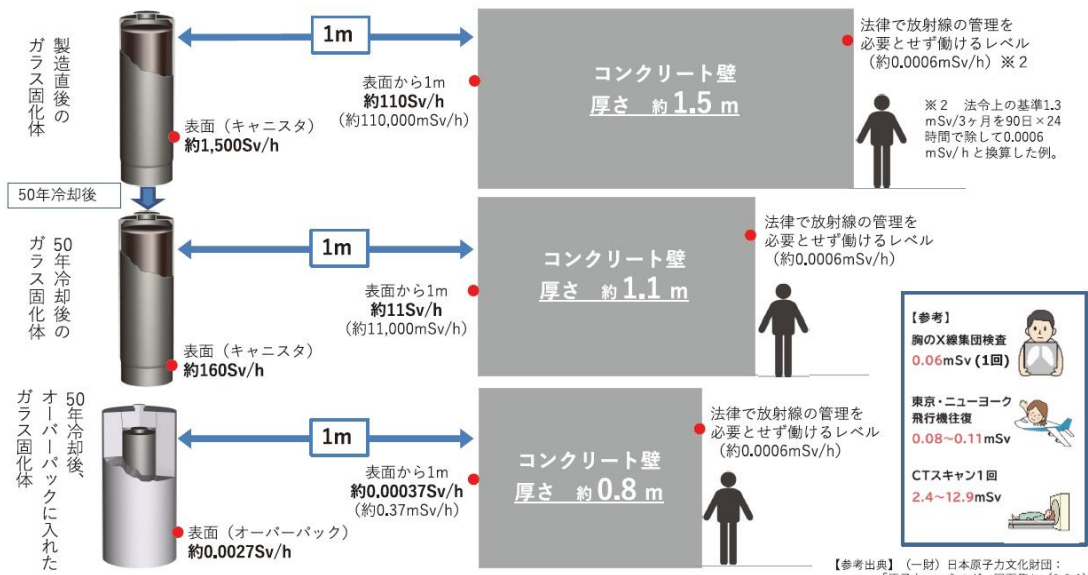 製造直後の
ガラス固化体
1m
表面（キャニスタ）
約1,500Sv/h
表面から1m
約110Sv/h
（約110,000mSv/h）
コンクリート壁
厚さ 約1.5 m
法律で放射線の管理を
必要とせず働けるレベル
（約0.0006mSv/h）※2
※2 法令上の基準1.3
mSv/3ヶ月を90日×24
時間で除して0.0006
mSv/hと換算した例。
50年冷却後
50年冷却後の
ガラス固化体
1m
表面（キャニスタ）
約160Sv/h
表面から1m
約11Sv/h
（約11,000mSv/h）
コンクリート壁
厚さ 約1.1 m
法律で放射線の管理を
必要とせず働けるレベル
（約0.0006mSv/h）
50年冷却後、
オーバーパックに入れた
ガラス固化体
1m
表面（オーバーパック）
約0.0027Sv/h
表面から1m
約0.00037Sv/h
（約0.37mSv/h）
コンクリート壁
厚さ 約0.8 m
法律で放射線の管理を
必要とせず働けるレベル
（約0.0006mSv/h）
【参考】
胸のX線集団検査
0.06mSv (1回)
東京・ニューヨーク
飛行機往復
0.08～0.11mSv
CTスキャン1回
2.4～12.9mSv
【参考出典】（一財）日本原子力文化財団：